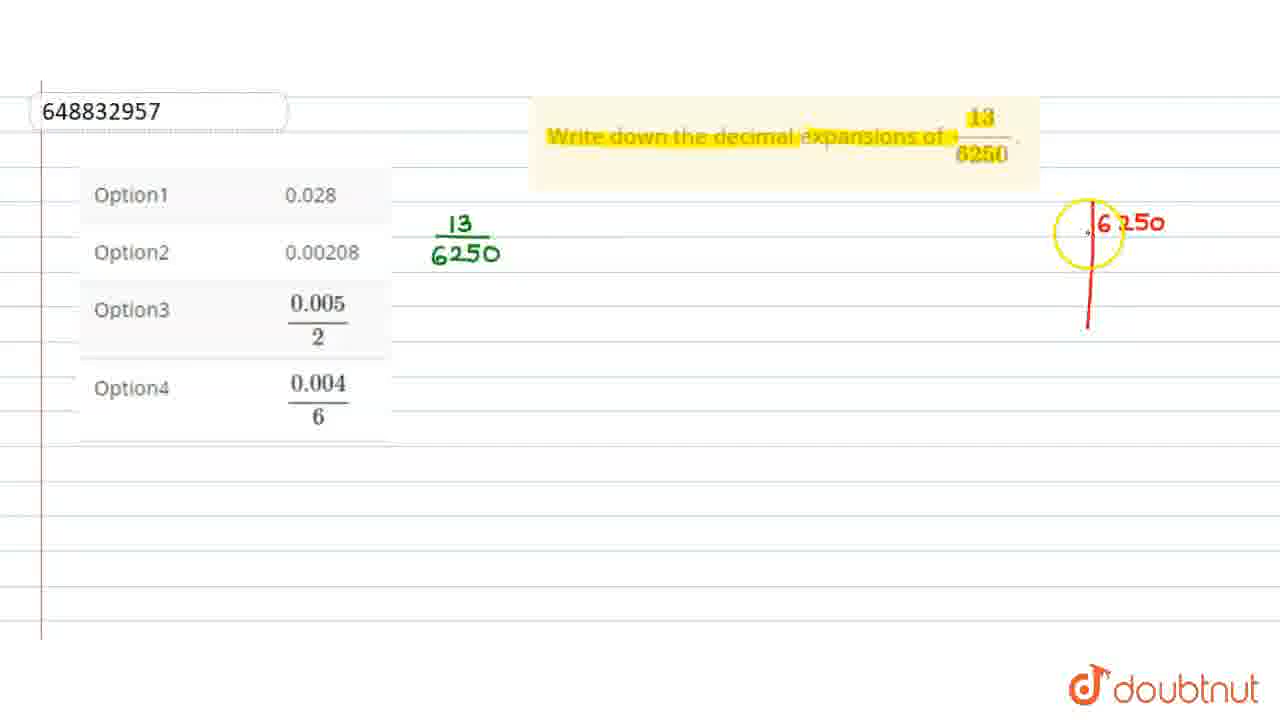 648832957
Write down the decimal expansions of 13/6250.
Option1 0.028
Option2 0.00208
Option3 0.005/2
Option4 0.004/6
13/6250
6250
doubtnut